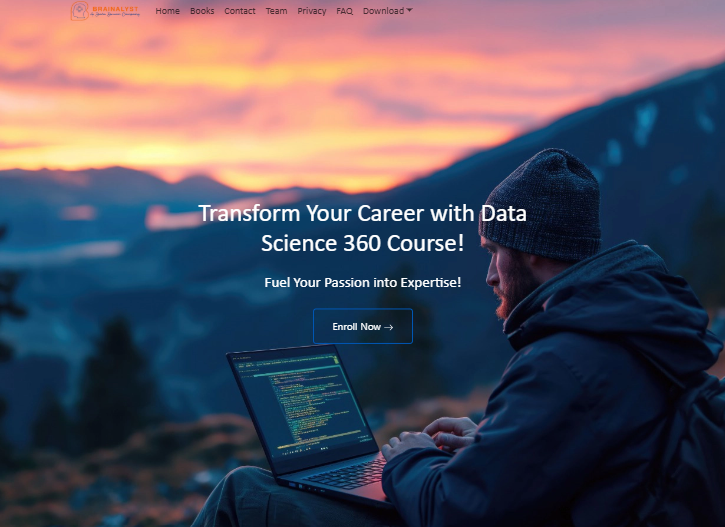 BRAINALYST
Home Books Contact Team Privacy FAQ Download
Transform Your Career with Data
Science 360 Course!
Fuel Your Passion into Expertise!
Enroll Now →